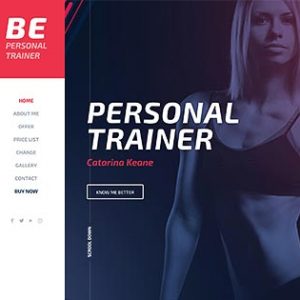 BE
PERSONAL
TRAINER
HOME
ABOUT ME
OFFER
PRICE LIST
CHANGE
GALLERY
CONTACT
BUY NOW
PERSONAL
TRAINER
Catarina Keane
KNOW ME BETTER
SCROLL DOWN